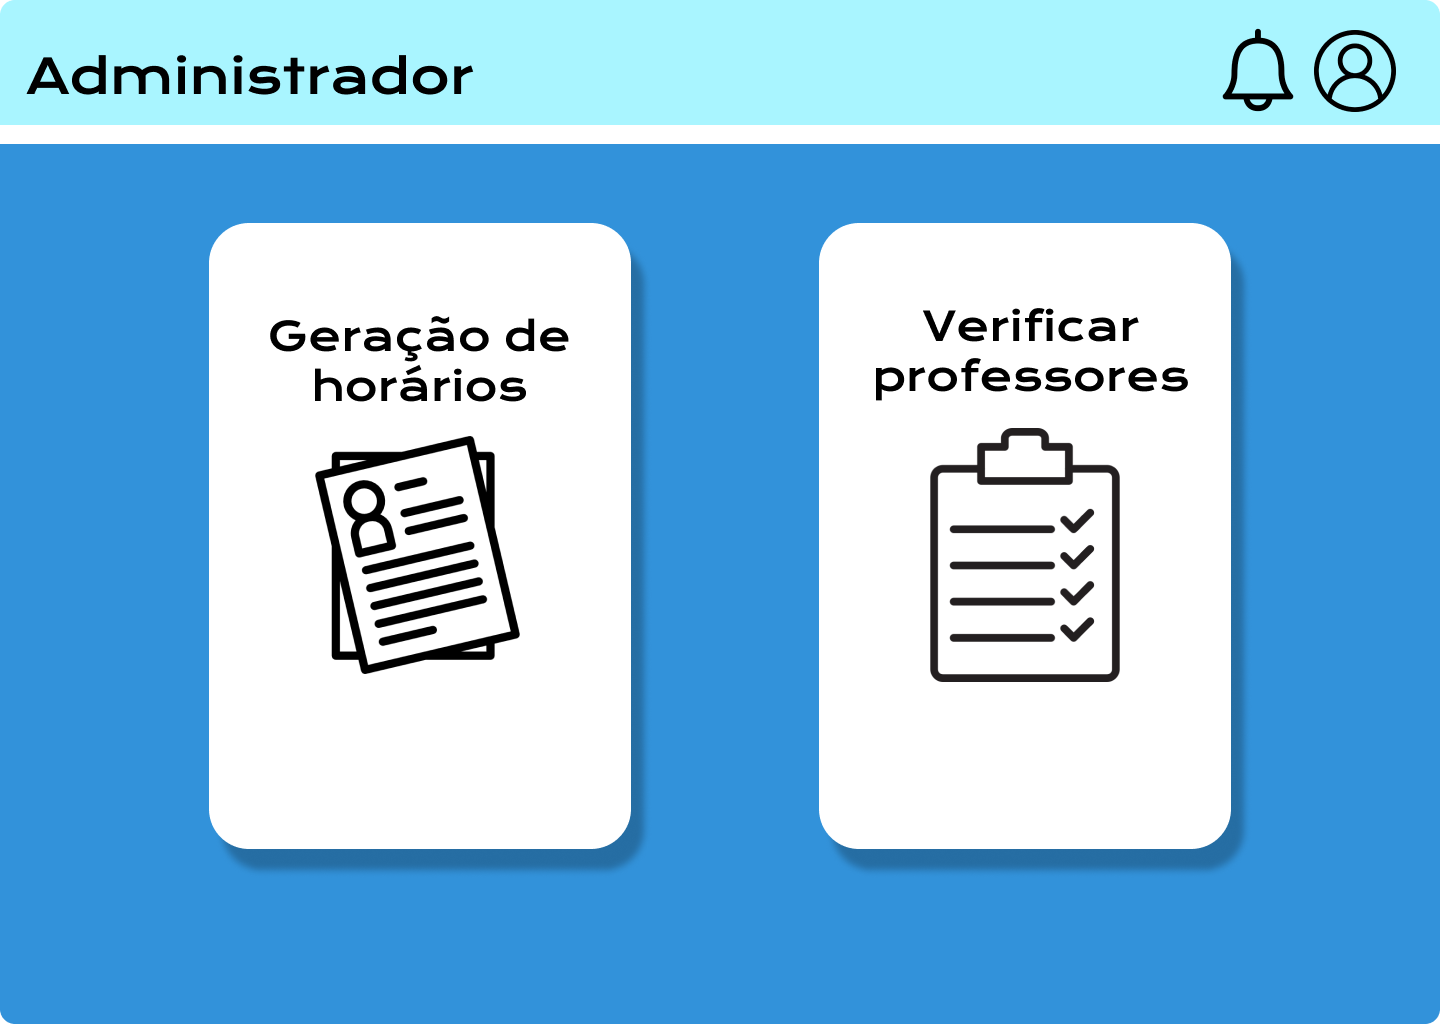 Administrador
Geração de
horários
Verificar
professores